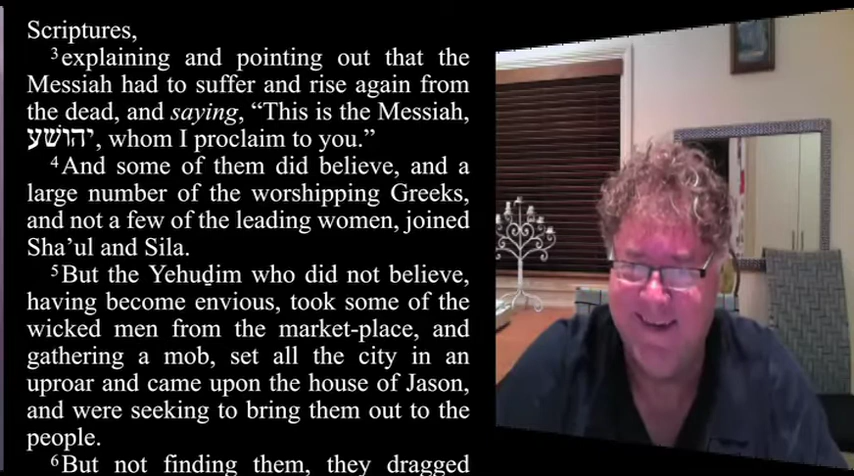 Scriptures,
³explaining and pointing out that the
Messiah had to suffer and rise again from
the dead, and saying, “This is the Messiah,
יהושׁע, whom I proclaim to you.”
⁴And some of them did believe, and a
large number of the worshipping Greeks,
and not a few of the leading women, joined
Sha’ul and Sila.
⁵But the Yehuḏim who did not believe,
having become envious, took some of the
wicked men from the market-place, and
gathering a mob, set all the city in an
uproar and came upon the house of Jason,
and were seeking to bring them out to the
people.
⁶But not finding them, they dragged